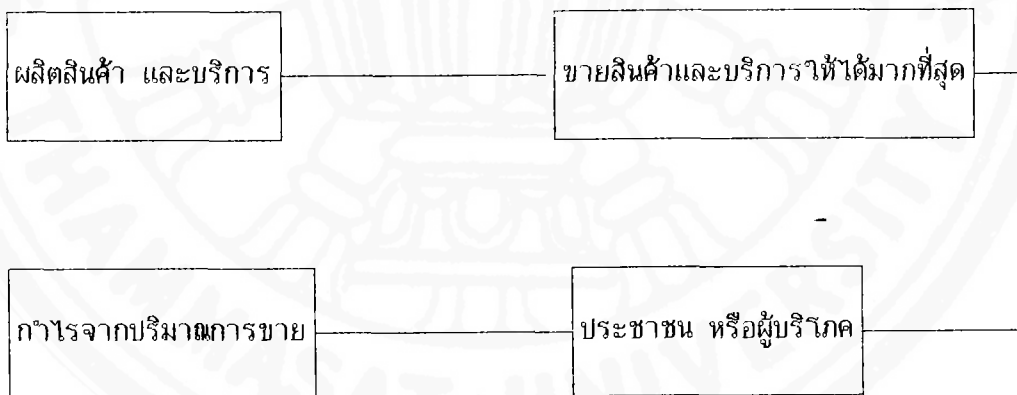 ผลิตสินค้า และบริการ
ขายสินค้าและบริการให้ได้มากที่สุด
กำไรจากปริมาณการขาย
ประชาชน หรือผู้บริโภค
THAMMASAT UNIVERSITY